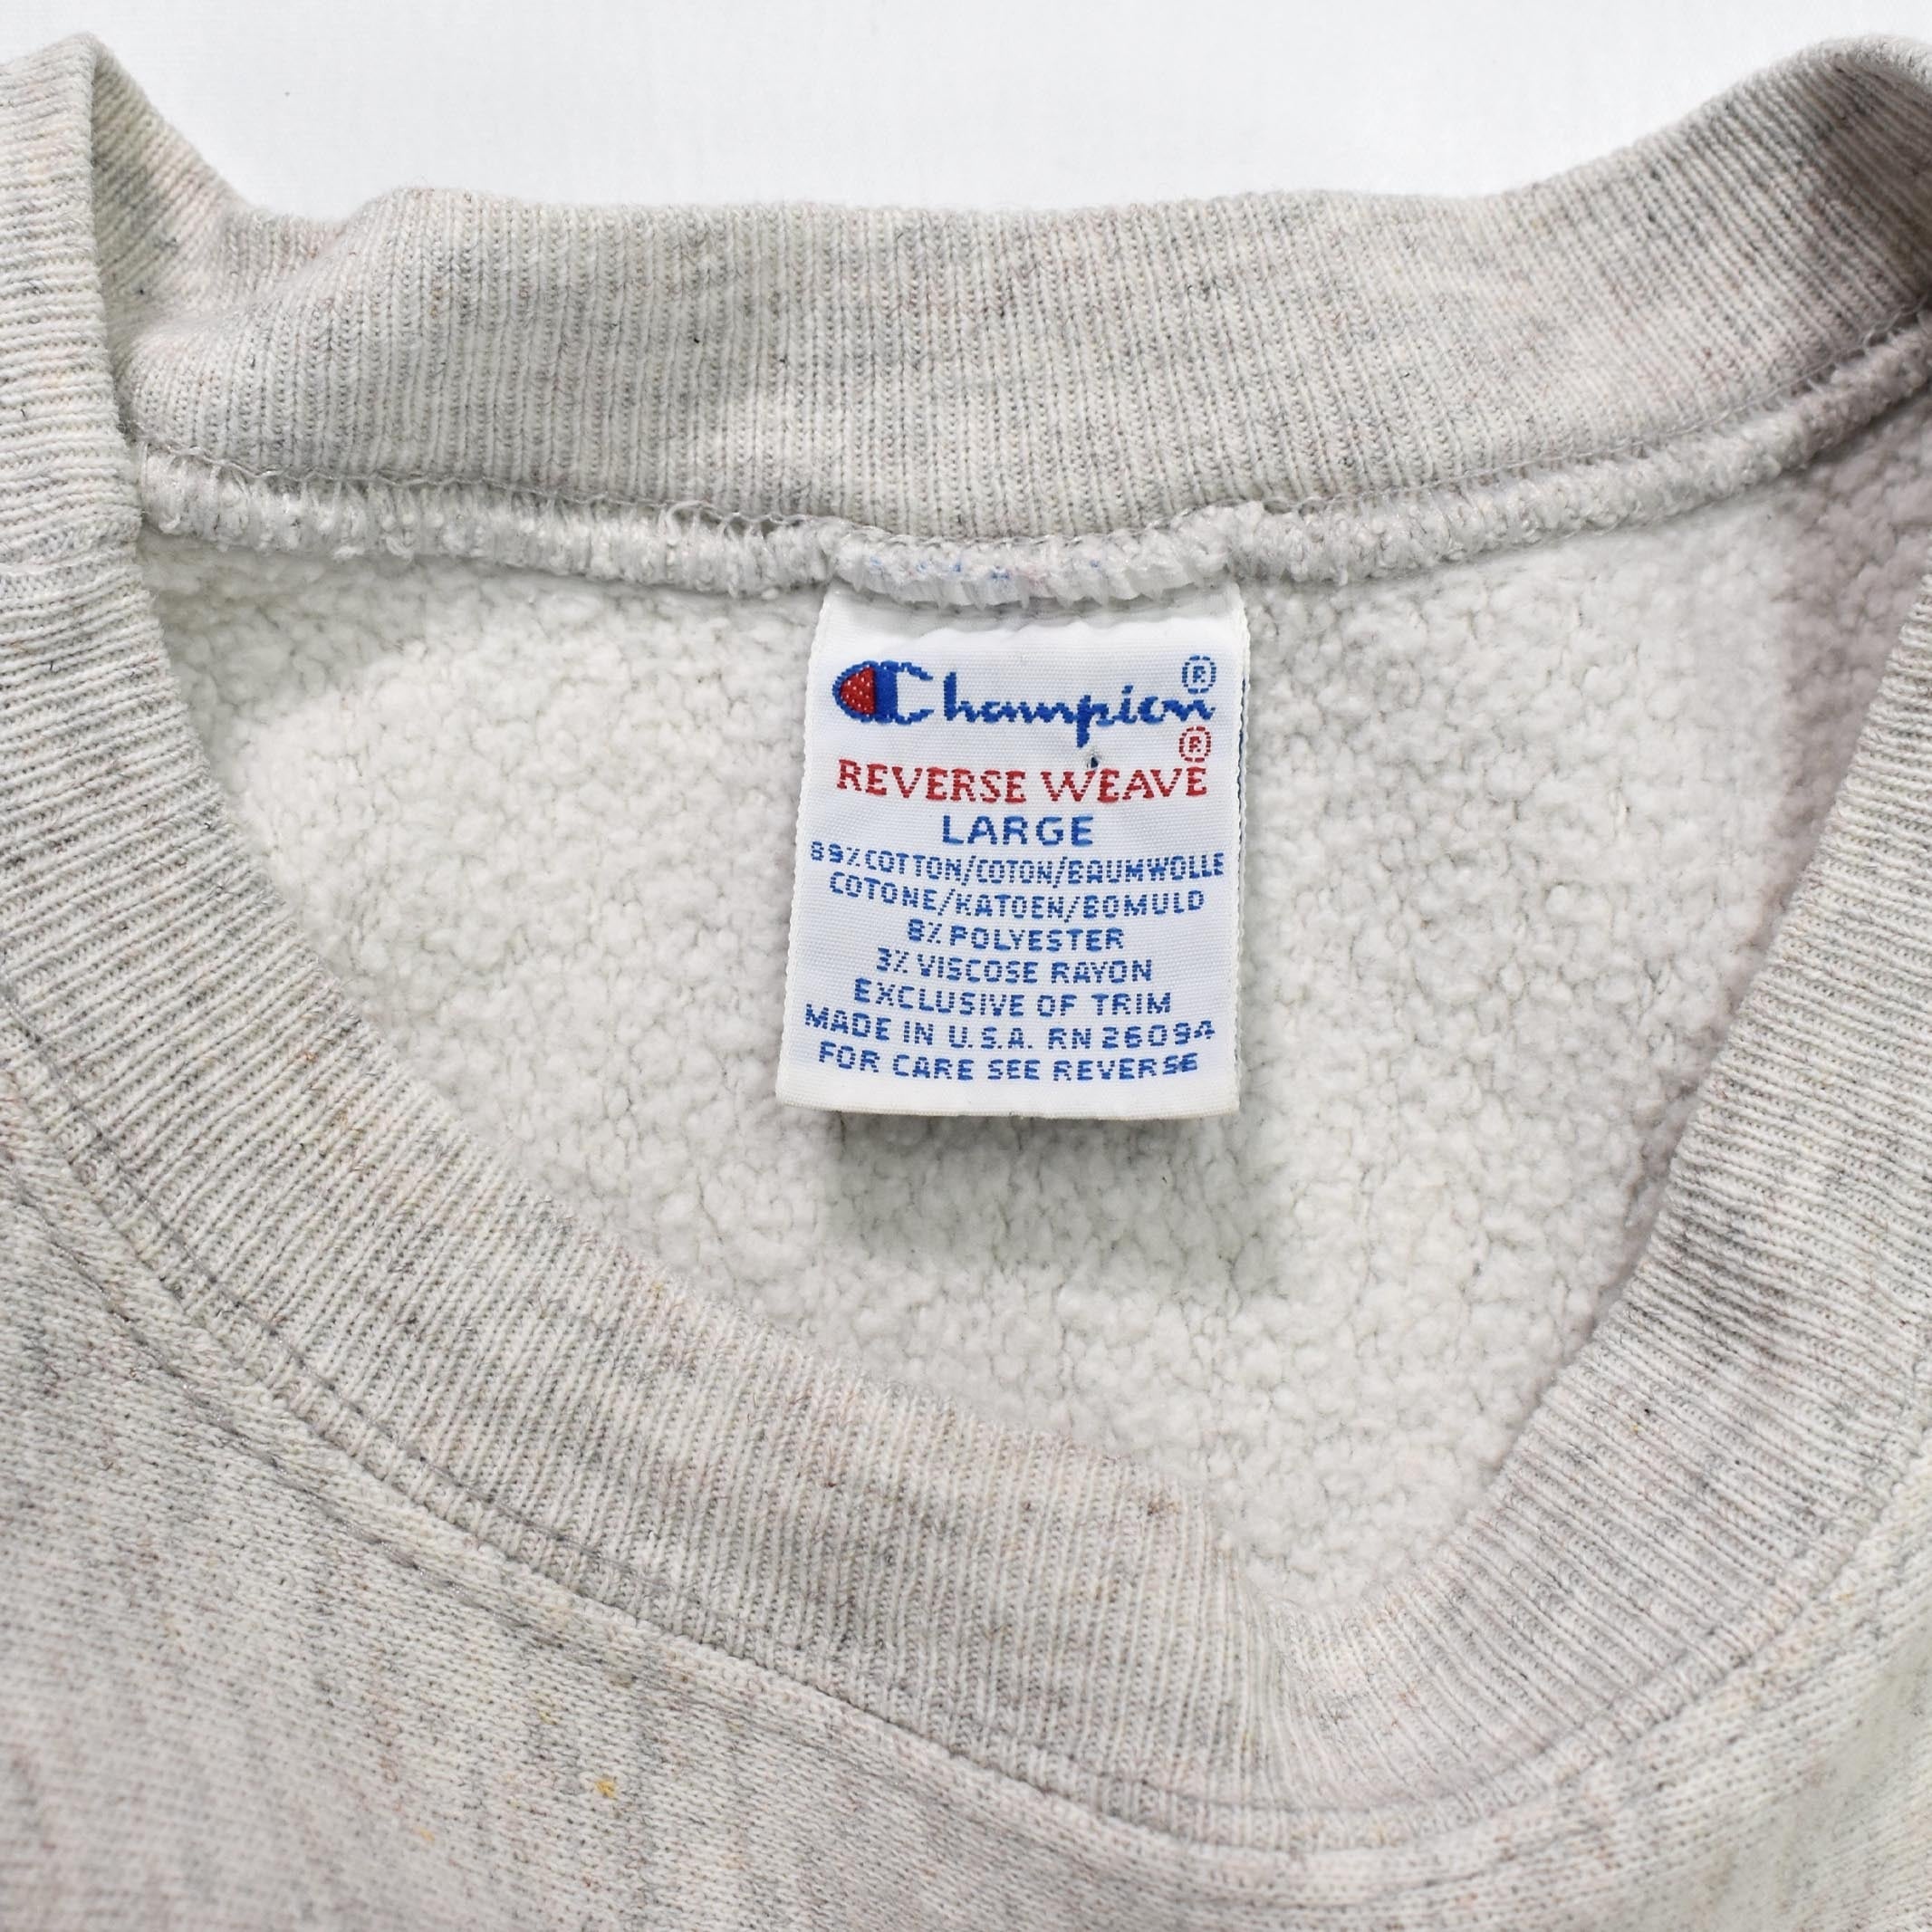 Champion®
REVERSE WEAVE®
LARGE
89% COTTON/COTON/BAUMWOLLE
COTONE/KATOEN/BOMULD
8% POLYESTER
3% VISCOSE RAYON
EXCLUSIVE OF TRIM
MADE IN U.S.A. RN 26094
FOR CARE SEE REVERSE